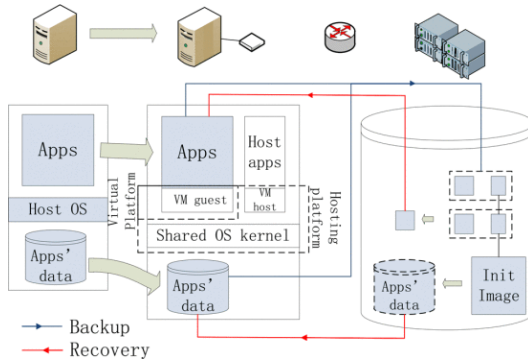 Apps
Host OS
Apps'
data
Virtual
Platform
Apps
Host
apps
VM guest
VM
host
Shared OS kernel
Hosting
platform
Apps'
data
Apps'
data
Init
Image
Backup
Recovery